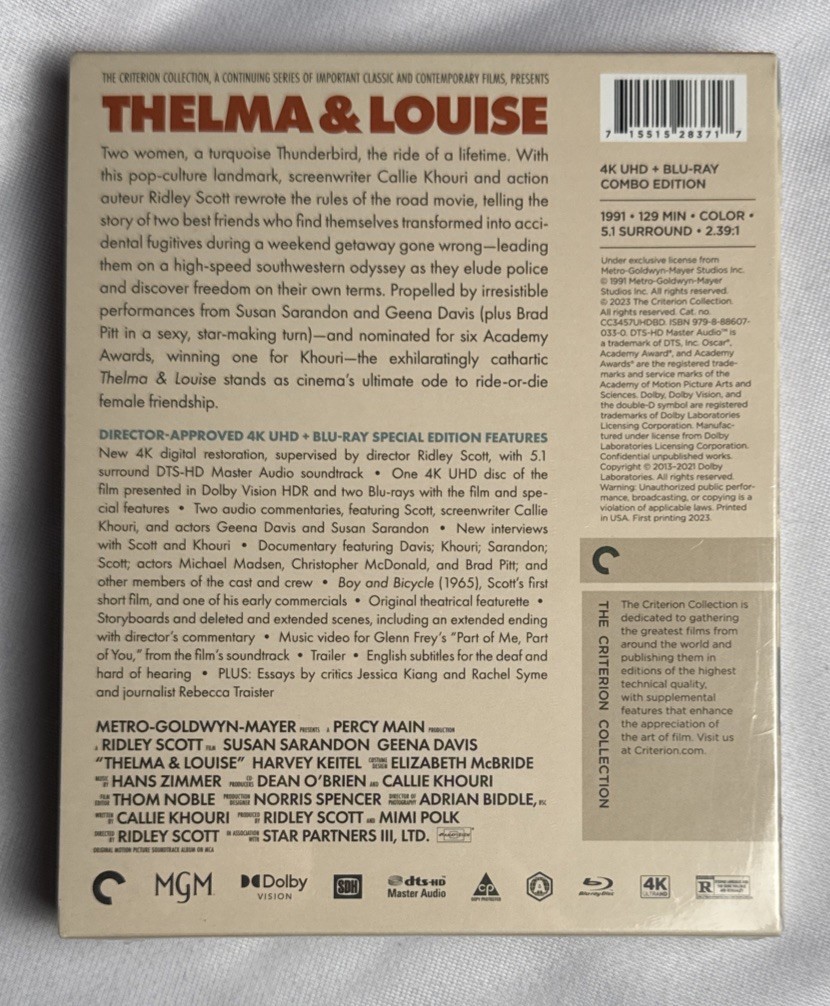 THE CRITERION COLLECTION, A CONTINUING SERIES OF IMPORTANT CLASSIC AND CONTEMPORARY FILMS, PRESENTS
THELMA & LOUISE
Two women, a turquoise Thunderbird, the ride of a lifetime. With
this pop-culture landmark, screenwriter Callie Khouri and action
auteur Ridley Scott rewrote the rules of the road movie, telling the
story of two best friends who find themselves transformed into acci-
dental fugitives during a weekend getaway gone wrong—leading
them on a high-speed southwestern odyssey as they elude police
and discover freedom on their own terms. Propelled by irresistible
performances from Susan Sarandon and Geena Davis (plus Brad
Pitt in a sexy, star-making turn)—and nominated for six Academy
Awards, winning one for Khouri—the exhilaratingly cathartic
Thelma & Louise stands as cinema's ultimate ode to ride-or-die
female friendship.
DIRECTOR-APPROVED 4K UHD + BLU-RAY SPECIAL EDITION FEATURES
New 4K digital restoration, supervised by director Ridley Scott, with 5.1
surround DTS-HD Master Audio soundtrack • One 4K UHD disc of the
film presented in Dolby Vision HDR and two Blu-rays with the film and spe-
cial features • Two audio commentaries, featuring Scott, screenwriter Callie
Khouri, and actors Geena Davis and Susan Sarandon • New interviews
with Scott and Khouri • Documentary featuring Davis; Khouri; Sarandon;
Scott; actors Michael Madsen, Christopher McDonald, and Brad Pitt; and
other members of the cast and crew • Boy and Bicycle (1965), Scott's first
short film, and one of his early commercials • Original theatrical featurette •
Storyboards and deleted and extended scenes, including an extended ending
with director's commentary • Music video for Glenn Frey's "Part of Me, Part
of You," from the film's soundtrack • Trailer • English subtitles for the deaf and
hard of hearing • PLUS: Essays by critics Jessica Kiang and Rachel Syme
and journalist Rebecca Traister
METRO-GOLDWYN-MAYER PRESENTS A PERCY MAIN PRODUCTION
A RIDLEY SCOTT FILM SUSAN SARANDON GEENA DAVIS
"THELMA & LOUISE" HARVEY KEITEL COSTUME DESIGN ELIZABETH McBRIDE
MUSIC BY HANS ZIMMER CO-PRODUCERS DEAN O'BRIEN AND CALLIE KHOURI
FILM EDITOR THOM NOBLE PRODUCTION DESIGNER NORRIS SPENCER DIRECTOR OF PHOTOGRAPHY ADRIAN BIDDLE, BSC
WRITTEN BY CALLIE KHOURI PRODUCED BY RIDLEY SCOTT AND MIMI POLK
DIRECTED BY RIDLEY SCOTT IN ASSOCIATION WITH STAR PARTNERS III, LTD.
ORIGINAL MOTION PICTURE SOUNDTRACK ALBUM ON MCA
MGM
Dolby
VISION
SDH
dts-HD
Master Audio
CP
COPY PROTECTED
A
Blu-ray Disc
4K
ULTRA HD
R
7 15515 28371 7
4K UHD + BLU-RAY
COMBO EDITION
1991 • 129 MIN • COLOR •
5.1 SURROUND • 2.39:1
Under exclusive license from
Metro-Goldwyn-Mayer Studios Inc.
© 1991 Metro-Goldwyn-Mayer
Studios Inc. All rights reserved.
© 2023 The Criterion Collection.
All rights reserved. Cat. no.
CC3457UHDBD. ISBN 979-8-88607-
033-0. DTS-HD Master Audio™ is
a trademark of DTS, Inc. Oscar®,
Academy Award®, and Academy
Awards® are the registered trade-
marks and service marks of the
Academy of Motion Picture Arts and
Sciences. Dolby, Dolby Vision, and
the double-D symbol are registered
trademarks of Dolby Laboratories
Licensing Corporation. Manufac-
tured under license from Dolby
Laboratories Licensing Corporation.
Confidential unpublished works.
Copyright © 2013–2021 Dolby
Laboratories. All rights reserved.
Warning: Unauthorized public perfor-
mance, broadcasting, or copying is a
violation of applicable laws. Printed
in USA. First printing 2023.
THE CRITERION COLLECTION
The Criterion Collection is
dedicated to gathering
the greatest films from
around the world and
publishing them in
editions of the highest
technical quality,
with supplemental
features that enhance
the appreciation of
the art of film. Visit us
at Criterion.com.